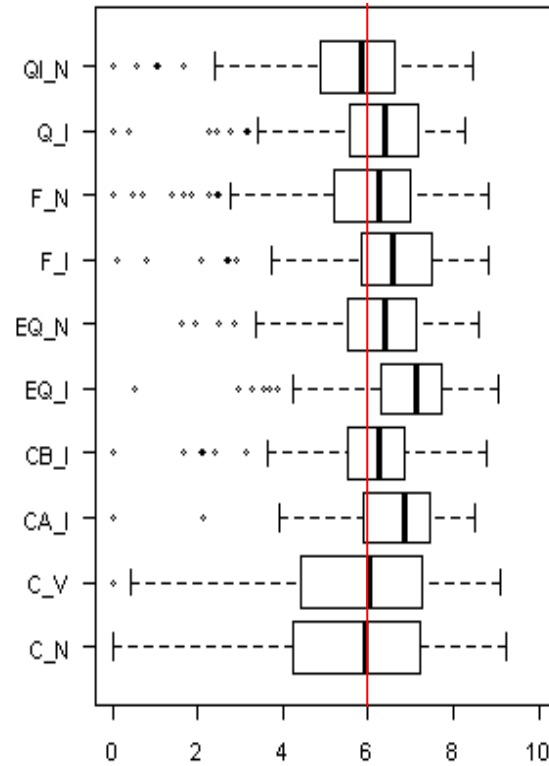 QI_N
Q_I
F_N
F_I
EQ_N
EQ_I
CB_I
CA_I
C_V
C_N
0 2 4 6 8 10